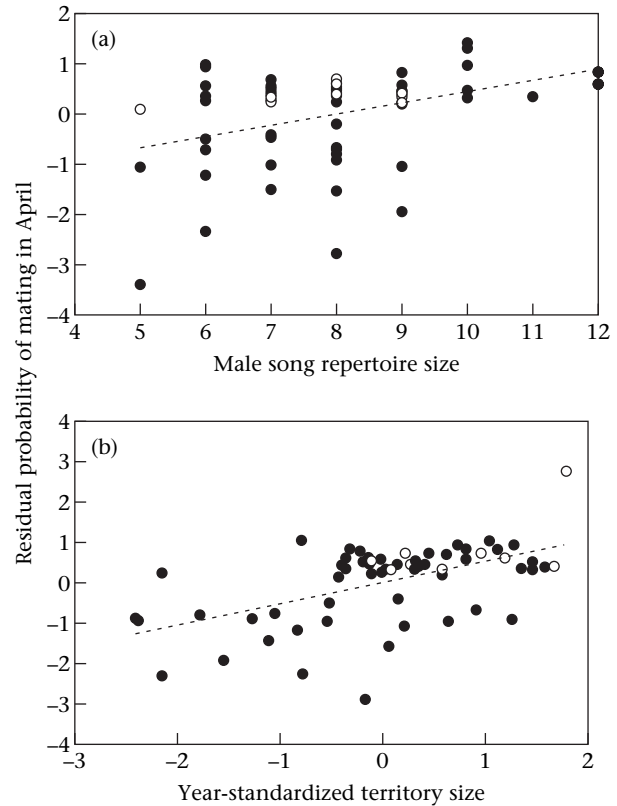 2
(a)
1
0
−1
−2
−3
−4
4 5 6 7 8 9 10 11 12
Male song repertoire size
Residual probability of mating in April
4
(b)
3
2
1
0
−1
−2
−3
−4
−3 −2 −1 0 1 2
Year-standardized territory size